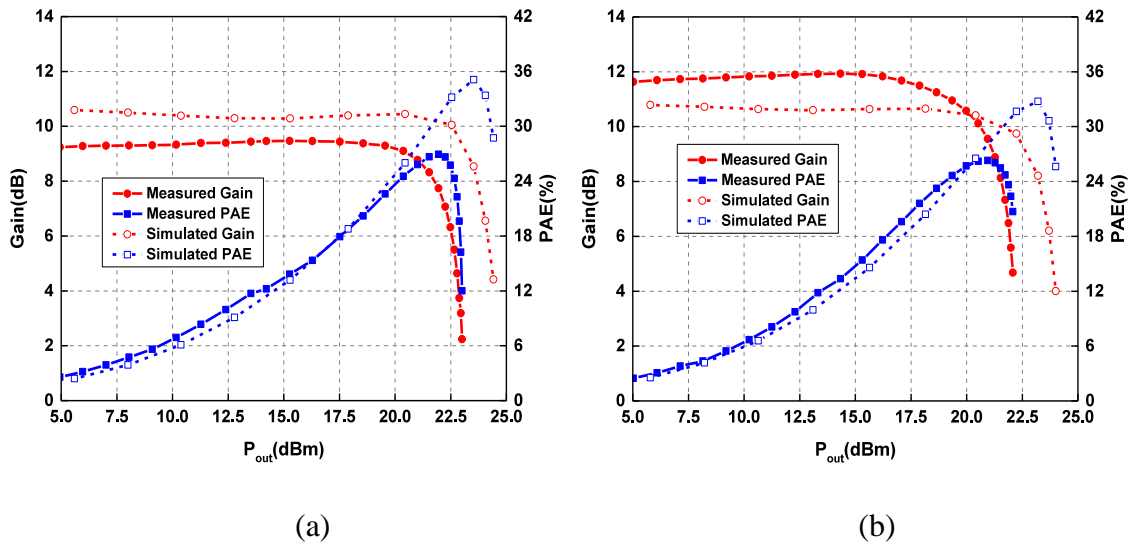 14
12
10
8
6
4
2
0
Gain(dB)
42
36
30
24
18
12
6
0
PAE(%)
Measured Gain
Measured PAE
Simulated Gain
Simulated PAE
5.0 7.5 10.0 12.5 15.0 17.5 20.0 22.5 25.0
Pout(dBm)
(a)
14
12
10
8
6
4
2
0
Gain(dB)
42
36
30
24
18
12
6
0
PAE(%)
Measured Gain
Measured PAE
Simulated Gain
Simulated PAE
5.0 7.5 10.0 12.5 15.0 17.5 20.0 22.5 25.0
Pout(dBm)
(b)